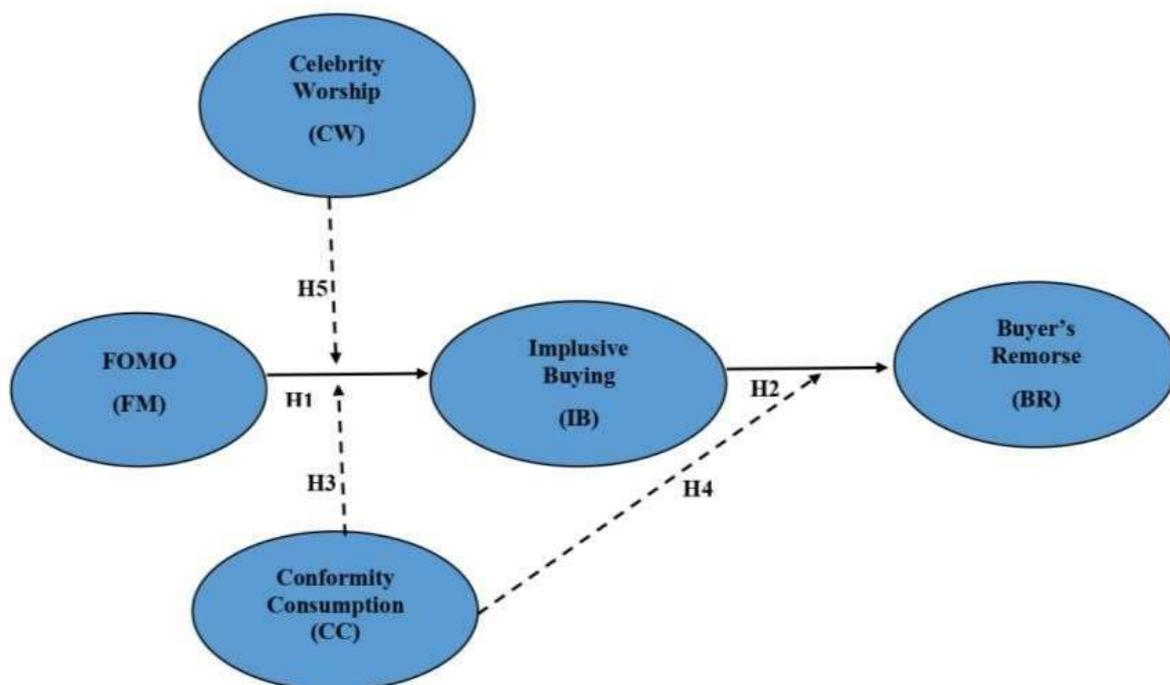 Celebrity
Worship
(CW)
H5
FOMO
(FM)
H1
Implusive
Buying
(IB)
H2
Buyer's
Remorse
(BR)
H3
H4
Conformity
Consumption
(CC)